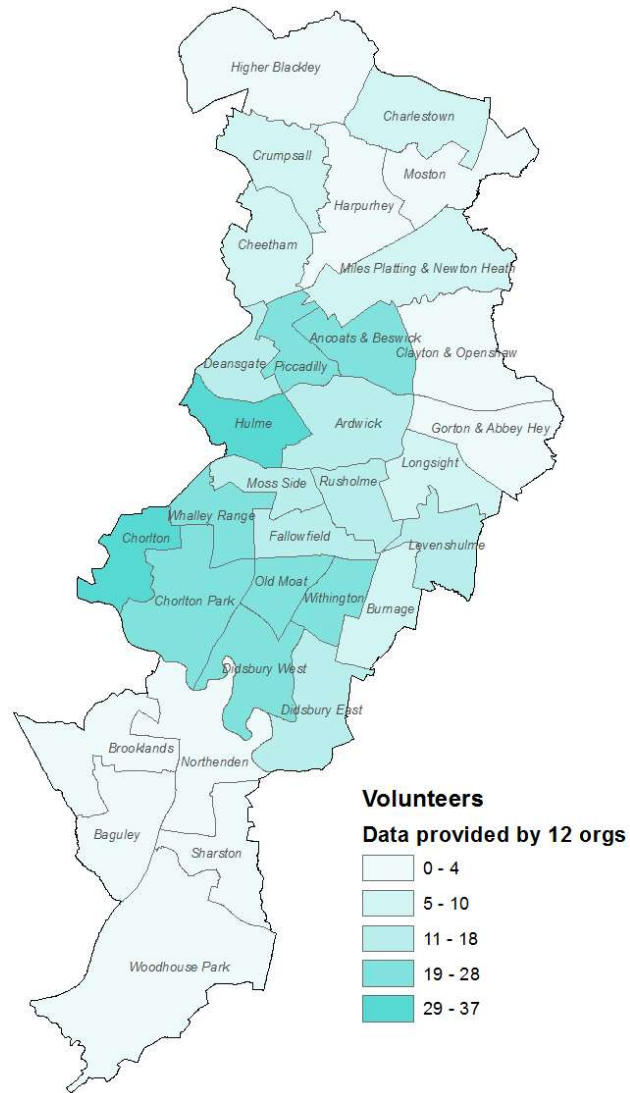 Higher Blackley
Charlestown
Crumpsall
Moston
Harpurhey
Cheetham
Miles Platting & Newton Heath
Ancoats & Beswick
Clayton & Openshaw
Deansgate
Piccadilly
Hulme
Ardwick
Gorton & Abbey Hey
Longsight
Moss Side
Rusholme
Whalley Range
Chorlton
Fallowfield
Levenshulme
Old Moat
Chorlton Park
Withington
Burnage
Didsbury West
Didsbury East
Brooklands
Northenden
Baguley
Sharston
Woodhouse Park
Volunteers
Data provided by 12 orgs
0 - 4
5 - 10
11 - 18
19 - 28
29 - 37